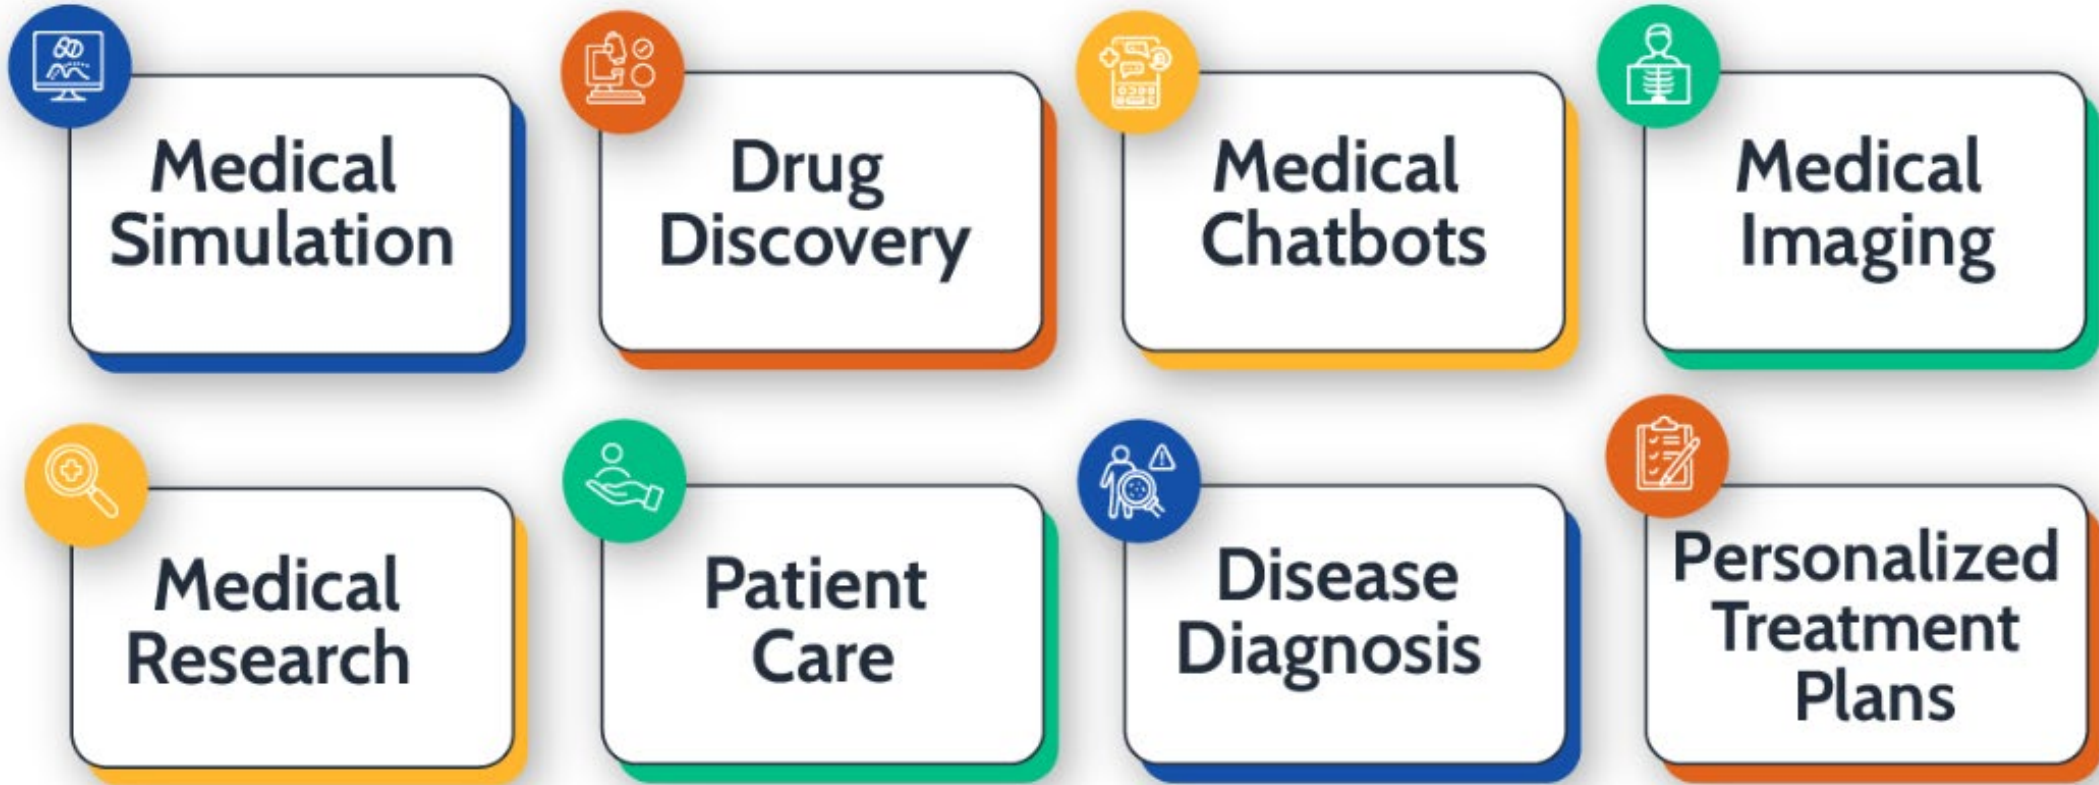 Medical
Simulation
Drug
Discovery
Medical
Chatbots
Medical
Imaging
Medical
Research
Patient
Care
Disease
Diagnosis
Personalized
Treatment
Plans